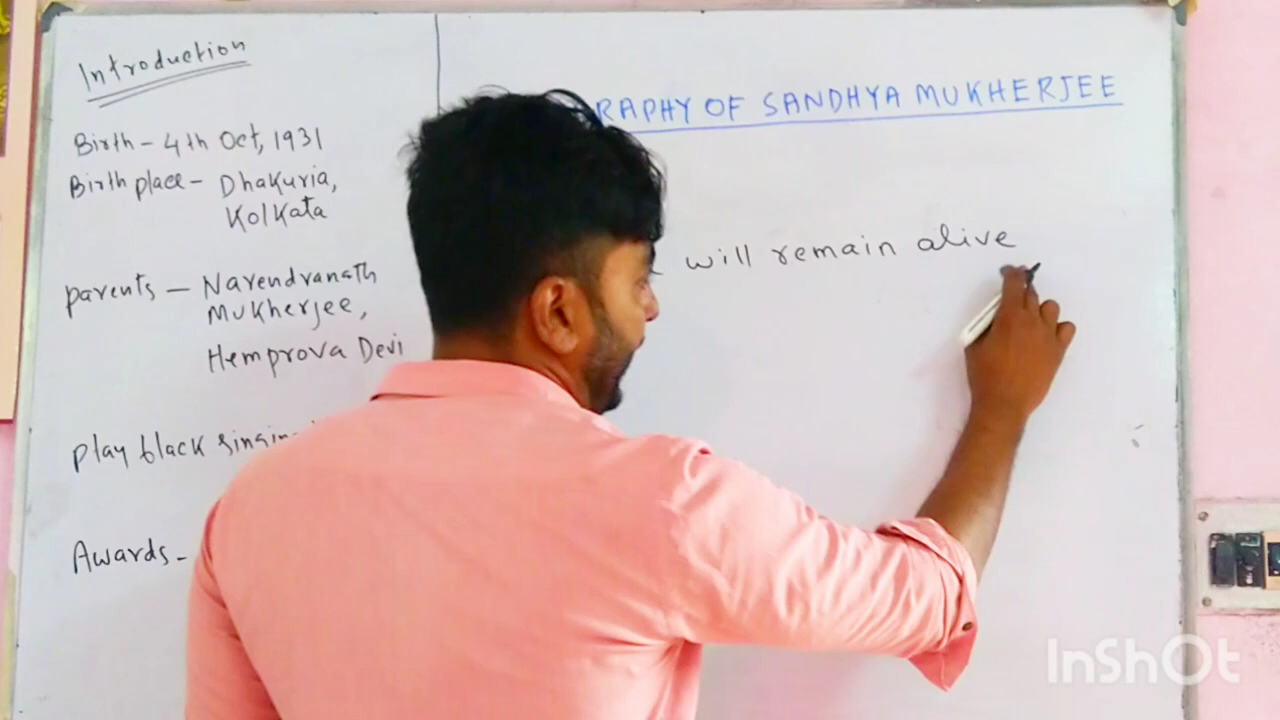 Introduction
Birth - 4th Oct, 1931
Birth place - Dhakuria,
Kolkata
parents - Narendranath
Mukherjee,
Hemprova Devi
play black
Awards -
RAPHY OF SANDHYA MUKHERJEE
will remain alive
InShOt